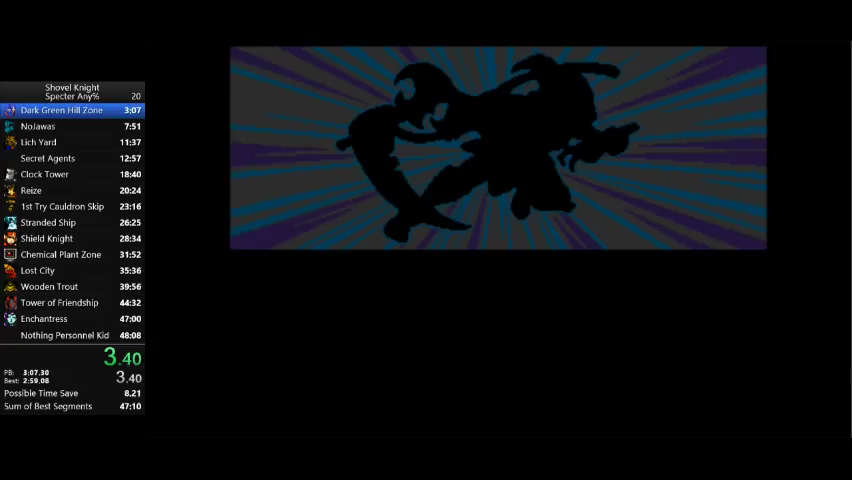 Shovel Knight
Specter Any% 20
Dark Green Hill Zone 3:07
NoJawas 7:51
Lich Yard 11:37
Secret Agents 12:57
Clock Tower 18:40
Reize 20:24
1st Try Cauldron Skip 23:16
Stranded Ship 26:25
Shield Knight 28:34
Chemical Plant Zone 31:52
Lost City 35:36
Wooden Trout 39:56
Tower of Friendship 44:32
Enchantress 47:00
Nothing Personnel Kid 48:08
3.40
PB: 3:07.30
Best: 2:59.08 3.40
Possible Time Save 8.21
Sum of Best Segments 47:10